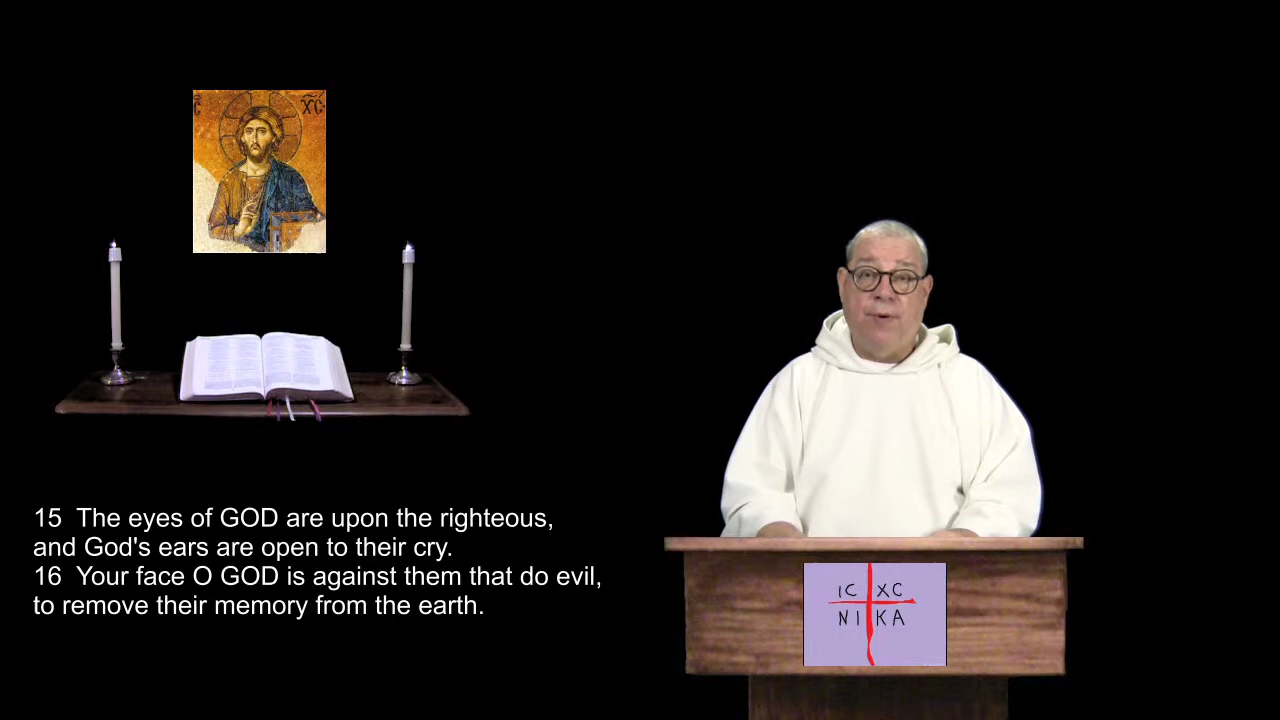 ΧC
15  The eyes of GOD are upon the righteous,
and God's ears are open to their cry.
16  Your face O GOD is against them that do evil,
to remove their memory from the earth.
IC XC
NI KA